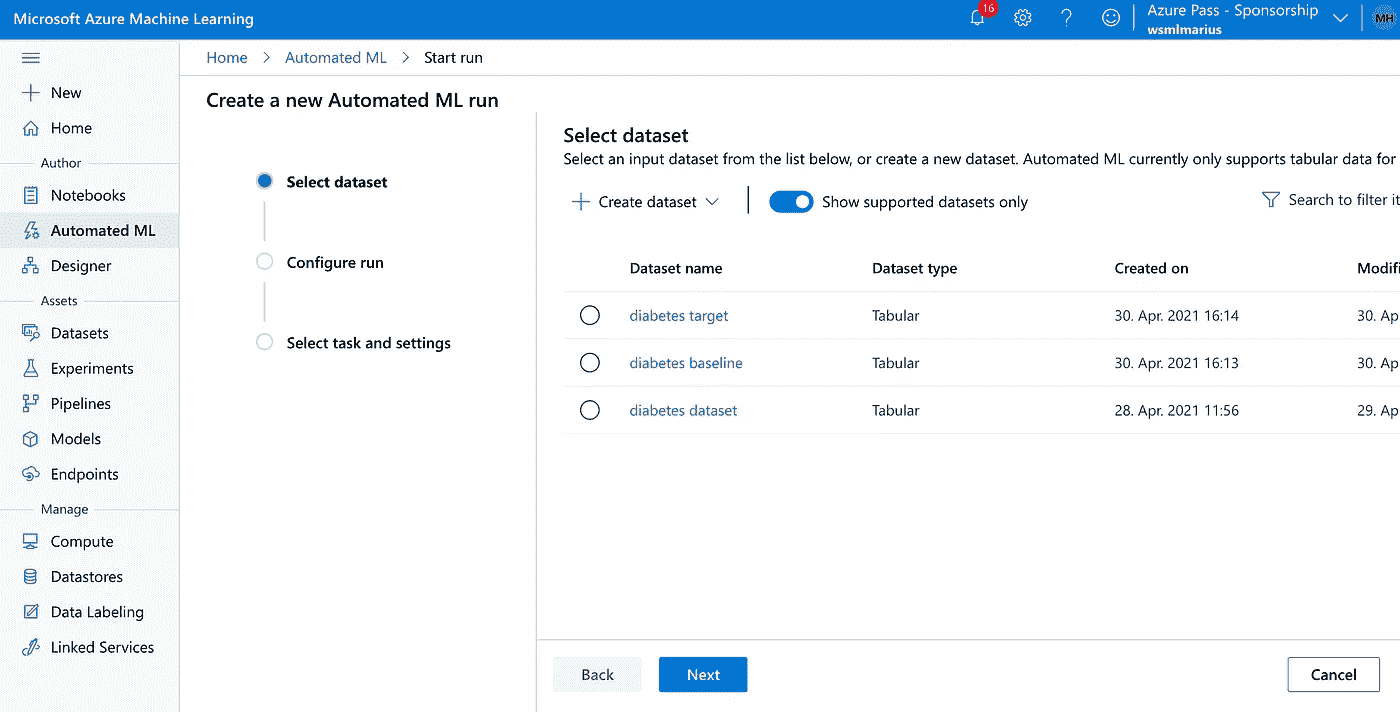 Microsoft Azure Machine Learning
16
Azure Pass - Sponsorship
wsmlmarius
MH
Home > Automated ML > Start run
New
Home
Author
Notebooks
Automated ML
Designer
Assets
Datasets
Experiments
Pipelines
Models
Endpoints
Manage
Compute
Datastores
Data Labeling
Linked Services
Create a new Automated ML run
Select dataset
Configure run
Select task and settings
Select dataset
Select an input dataset from the list below, or create a new dataset. Automated ML currently only supports tabular data for
Create dataset
Show supported datasets only
Search to filter it
Dataset name Dataset type Created on Modifi
diabetes target Tabular 30. Apr. 2021 16:14 30. Ap
diabetes baseline Tabular 30. Apr. 2021 16:13 30. Ap
diabetes dataset Tabular 28. Apr. 2021 11:56 29. Ap
Back
Next
Cancel